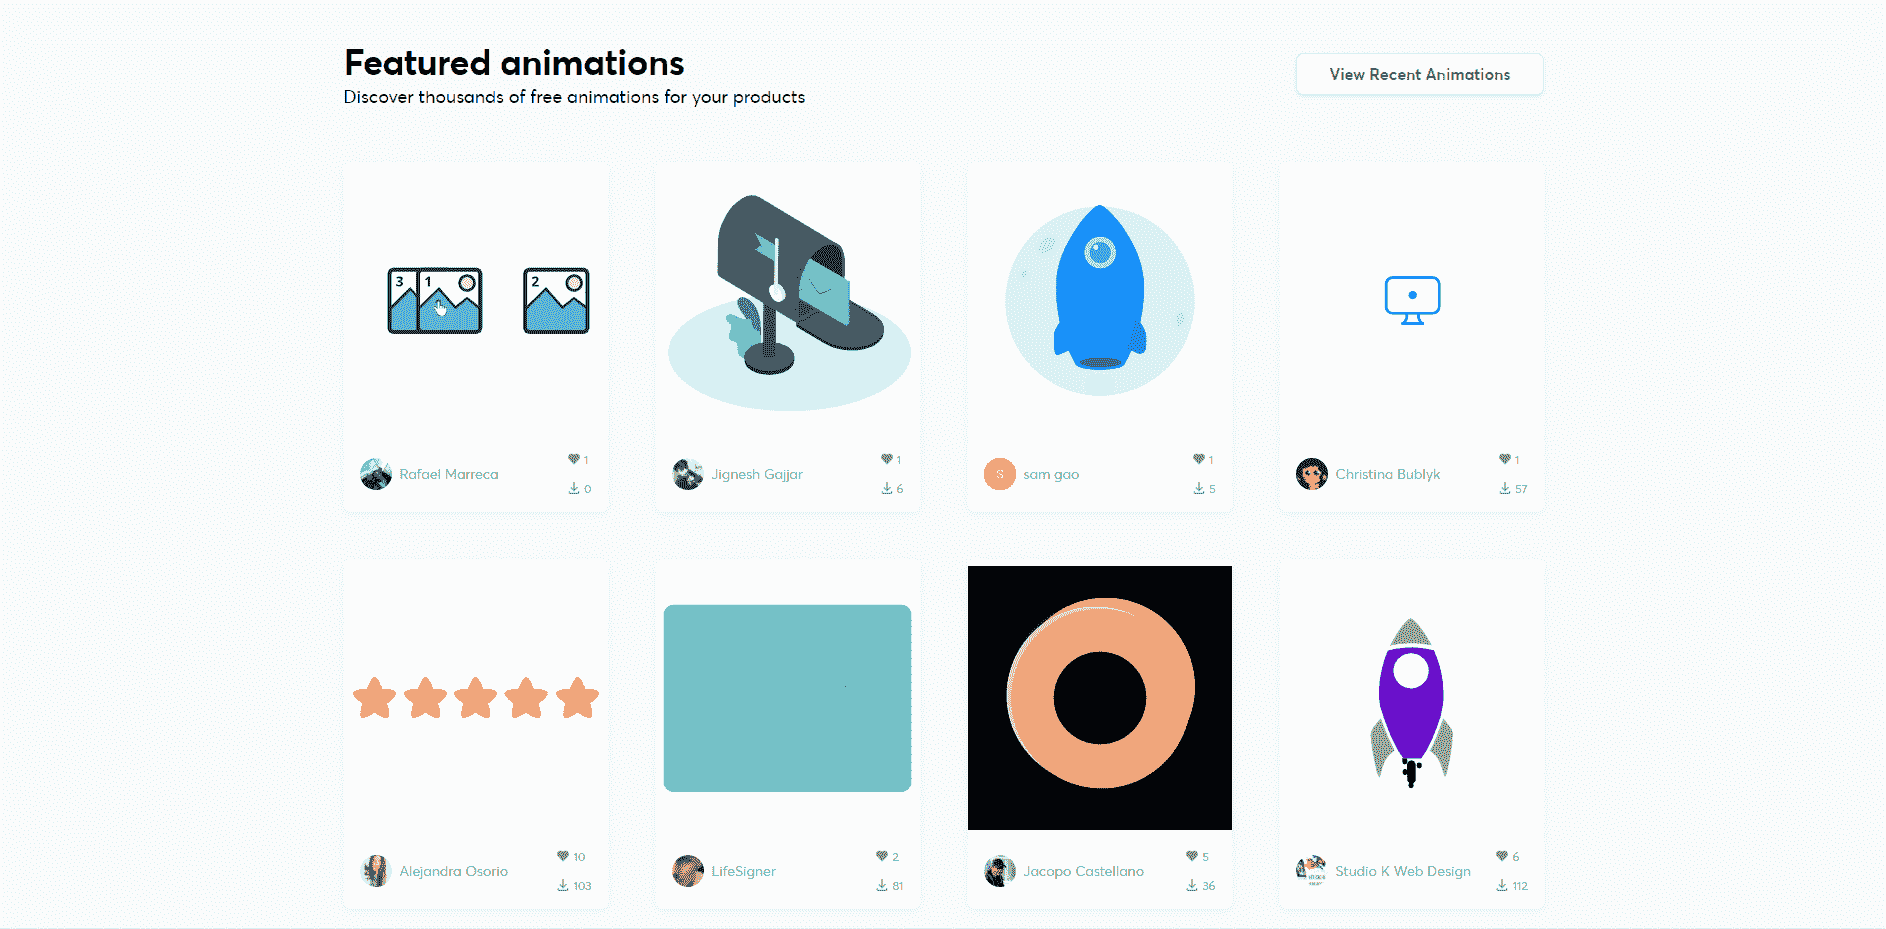 Featured animations
Discover thousands of free animations for your products
View Recent Animations
3 1 2
Rafael Marreca
1
0
Jignesh Gajjar
1
6
S
sam gao
1
5
Christina Bublyk
1
57
Alejandra Osorio
10
103
LifeSigner
2
81
Jacopo Castellano
5
36
Studio K Web Design
6
112